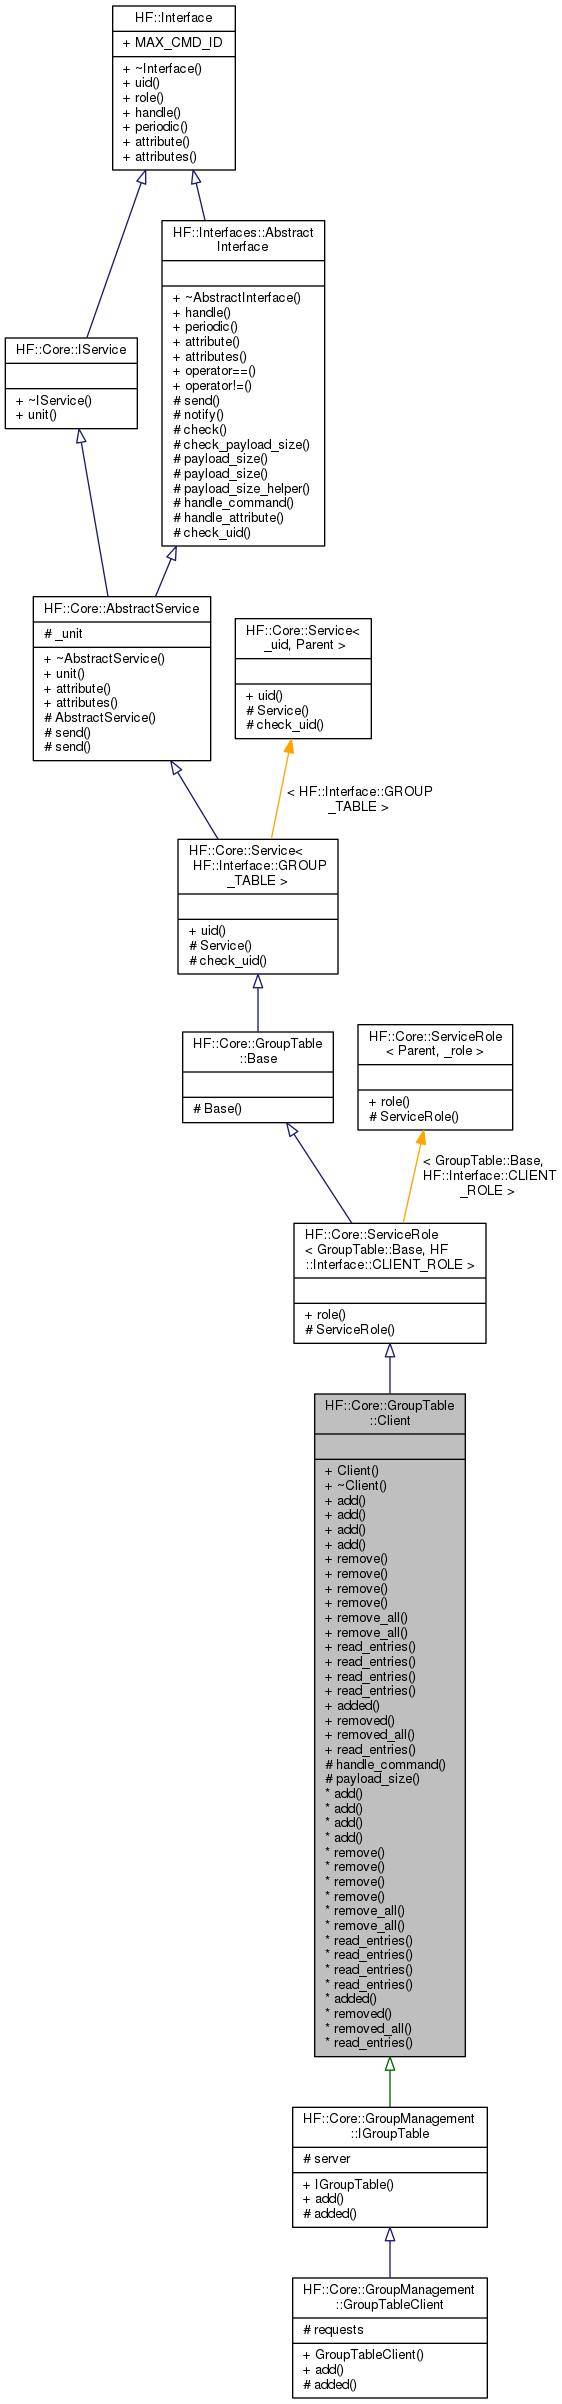 HF::Interface
+ MAX_CMD_ID
+ ~Interface()
+ uid()
+ role()
+ handle()
+ periodic()
+ attribute()
+ attributes()
HF::Interfaces::Abstract
Interface
+ ~AbstractInterface()
+ handle()
+ periodic()
+ attribute()
+ attributes()
+ operator==()
+ operator!=()
# send()
# notify()
# check()
# check_payload_size()
# payload_size()
# payload_size()
# payload_size_helper()
# handle_command()
# handle_attribute()
# check_uid()
HF::Core::IService
+ ~IService()
+ unit()
HF::Core::AbstractService
# _unit
+ ~AbstractService()
+ unit()
+ attribute()
+ attributes()
# AbstractService()
# send()
# send()
HF::Core::Service<
_uid, Parent >
+ uid()
# Service()
# check_uid()
< HF::Interface::GROUP
_TABLE >
HF::Core::Service<
HF::Interface::GROUP
_TABLE >
+ uid()
# Service()
# check_uid()
HF::Core::GroupTable
::Base
# Base()
HF::Core::ServiceRole
< Parent, _role >
+ role()
# ServiceRole()
< GroupTable::Base,
HF::Interface::CLIENT
_ROLE >
HF::Core::ServiceRole
< GroupTable::Base, HF
::Interface::CLIENT_ROLE >
+ role()
# ServiceRole()
HF::Core::GroupTable
::Client
+ Client()
+ ~Client()
+ add()
+ add()
+ add()
+ add()
+ remove()
+ remove()
+ remove()
+ remove()
+ remove_all()
+ remove_all()
+ read_entries()
+ read_entries()
+ read_entries()
+ read_entries()
+ added()
+ removed()
+ removed_all()
+ read_entries()
# handle_command()
# payload_size()
* add()
* add()
* add()
* add()
* remove()
* remove()
* remove()
* remove()
* remove_all()
* remove_all()
* read_entries()
* read_entries()
* read_entries()
* read_entries()
* added()
* removed()
* removed_all()
* read_entries()
HF::Core::GroupManagement
::IGroupTable
# server
+ IGroupTable()
+ add()
# added()
HF::Core::GroupManagement
::GroupTableClient
# requests
+ GroupTableClient()
+ add()
# added()